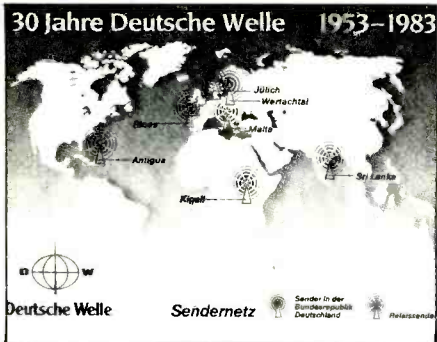 30 Jahre Deutsche Welle 1953–1983
Jülich
Wertachtal
Sines
Malta
Antigua
Sri Lanka
Kigali
D W
Deutsche Welle
Sendernetz
Sender in der
Bundesrepublik
Deutschland
Relaissender